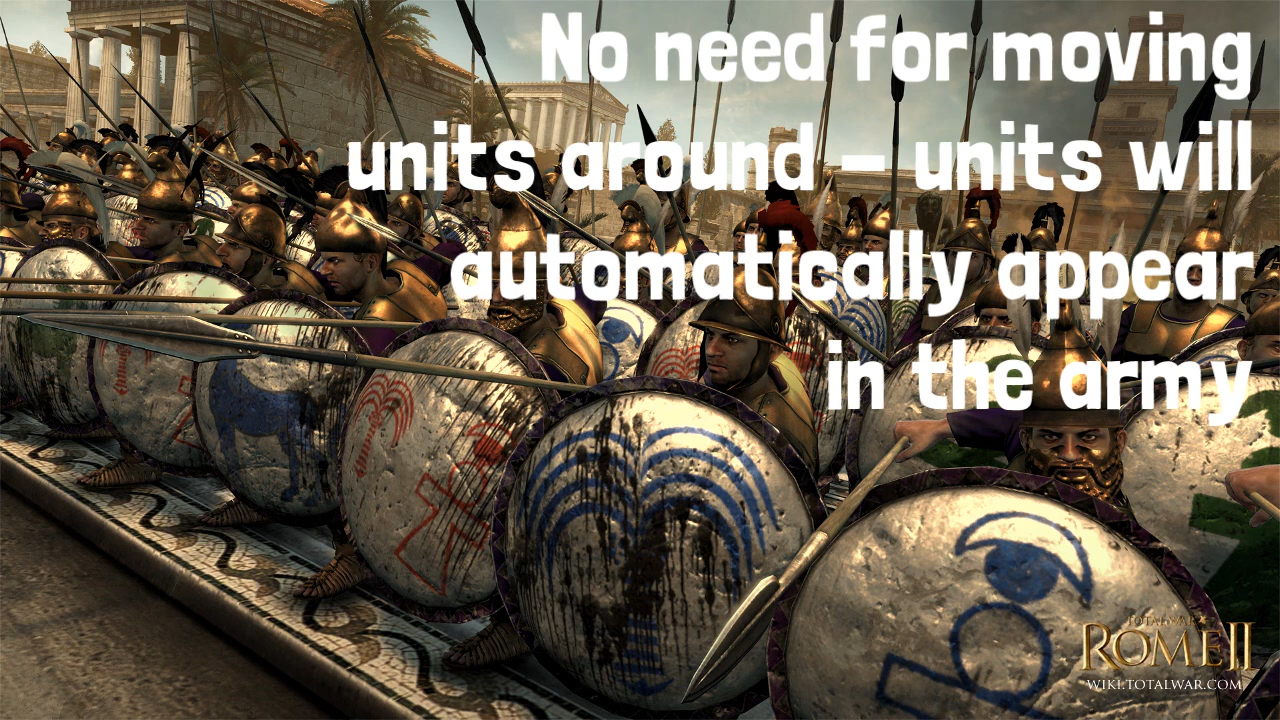 No need for moving
units around - units will
automatically appear
in the army
TOTAL WAR
ROME II
WIKI.TOTALWAR.COM